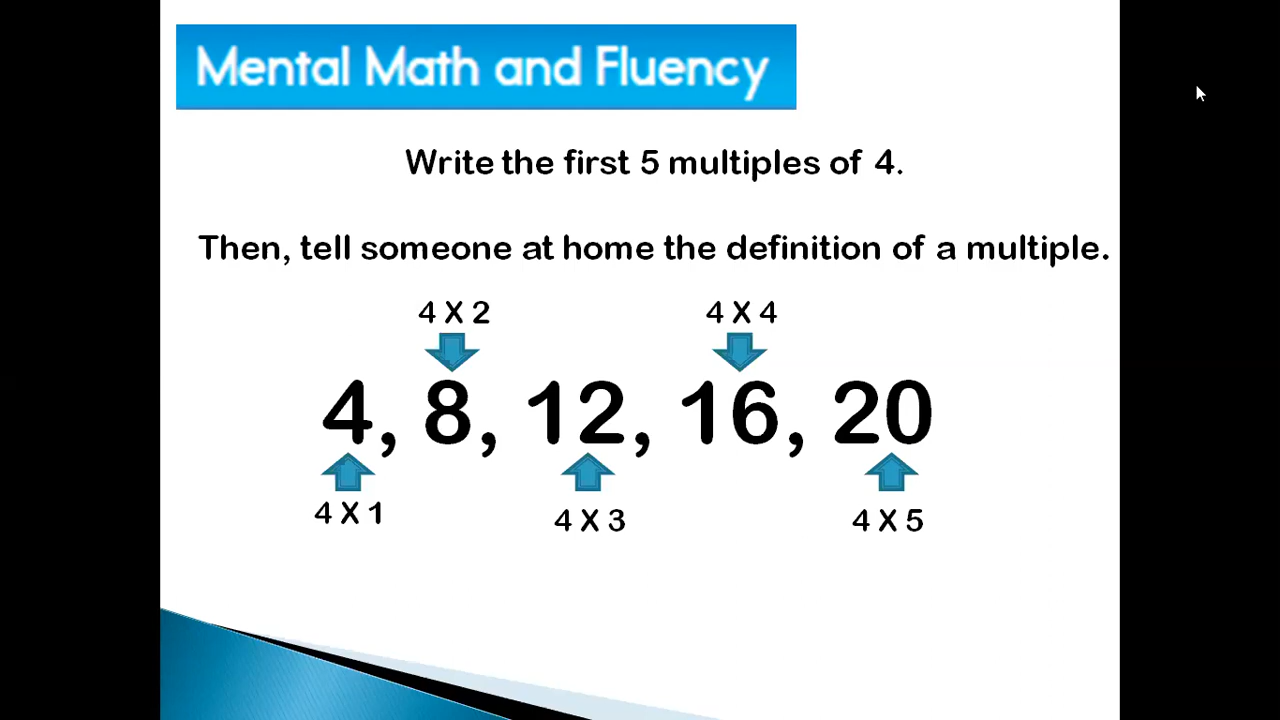 Mental Math and Fluency
Write the first 5 multiples of 4.
Then, tell someone at home the definition of a multiple.
4 X 2 4 X 4
4, 8, 12, 16, 20
4 X 1 4 X 3 4 X 5